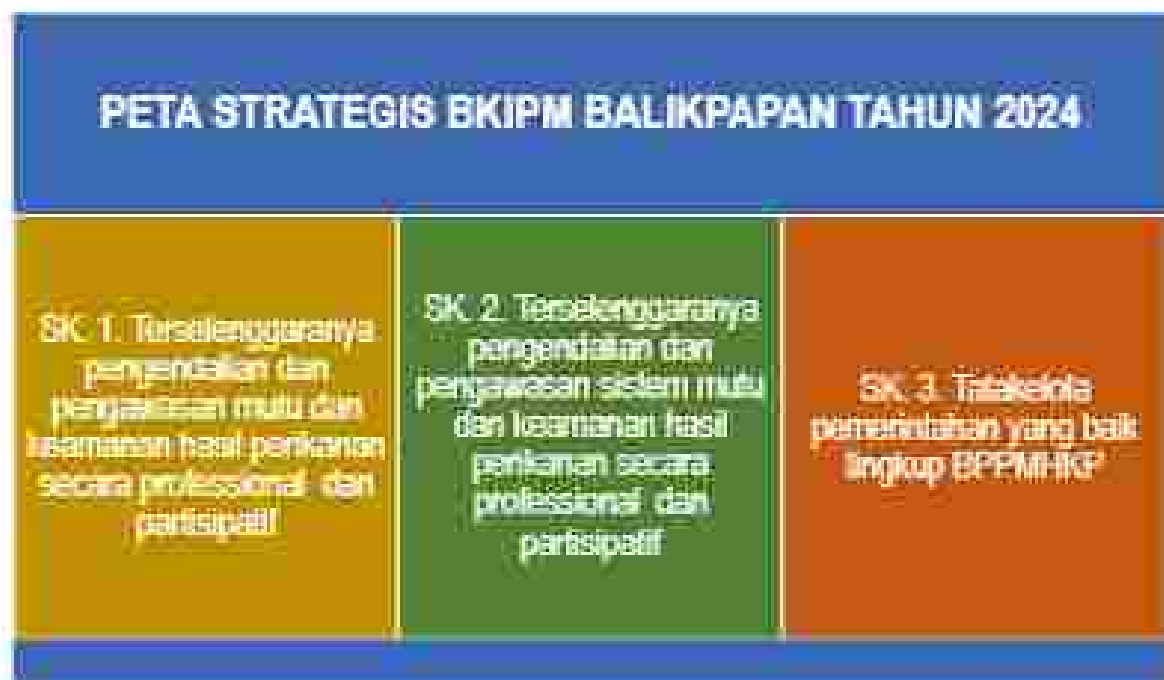 PETA STRATEGIS BKIPM BALIKPAPAN TAHUN 2024
SK. 1. Terselenggaranya
pengendalian dan
pengawasan mutu dan
keamanan hasil perikanan
secara professional dan
partisipatif
SK. 2. Terselenggaranya
pengendalian dan
pengawasan sistem mutu
dan keamanan hasil
perikanan secara
professional dan
partisipatif
SK. 3. Tatakelola
pemerintahan yang baik
lingkup BPPMHKP